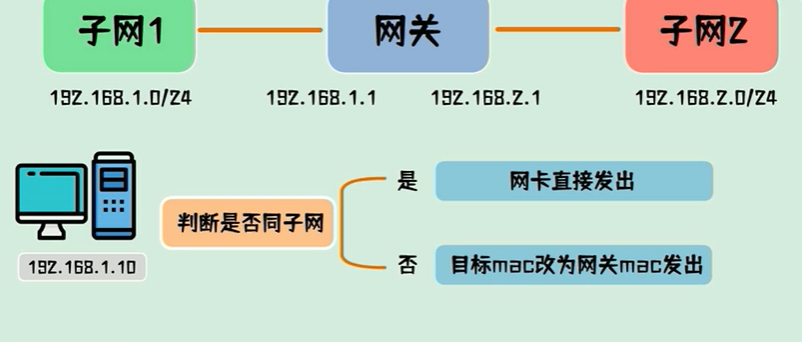 子网1
网关
子网2
192.168.1.0/24
192.168.1.1
192.168.2.1
192.168.2.0/24
判断是否同子网
是
网卡直接发出
否
目标mac改为网关mac发出
192.168.1.10